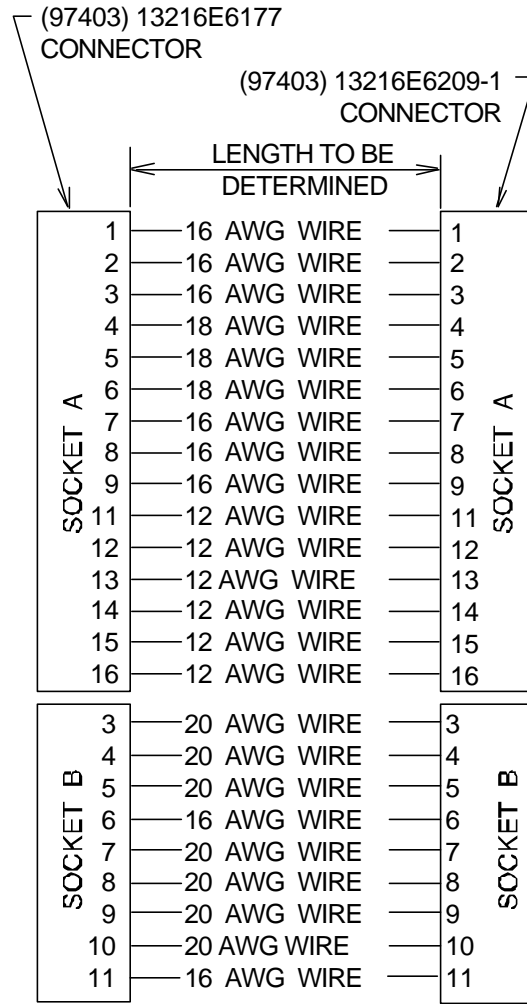 (97403) 13216E6177
CONNECTOR
(97403) 13216E6209-1
CONNECTOR
LENGTH TO BE
DETERMINED
SOCKET A
SOCKET A
1 16 AWG WIRE 1
2 16 AWG WIRE 2
3 16 AWG WIRE 3
4 18 AWG WIRE 4
5 18 AWG WIRE 5
6 18 AWG WIRE 6
7 16 AWG WIRE 7
8 16 AWG WIRE 8
9 16 AWG WIRE 9
11 12 AWG WIRE 11
12 12 AWG WIRE 12
13 12 AWG WIRE 13
14 12 AWG WIRE 14
15 12 AWG WIRE 15
16 12 AWG WIRE 16
SOCKET B
SOCKET B
3 20 AWG WIRE 3
4 20 AWG WIRE 4
5 20 AWG WIRE 5
6 16 AWG WIRE 6
7 20 AWG WIRE 7
8 20 AWG WIRE 8
9 20 AWG WIRE 9
10 20 AWG WIRE 10
11 16 AWG WIRE 11